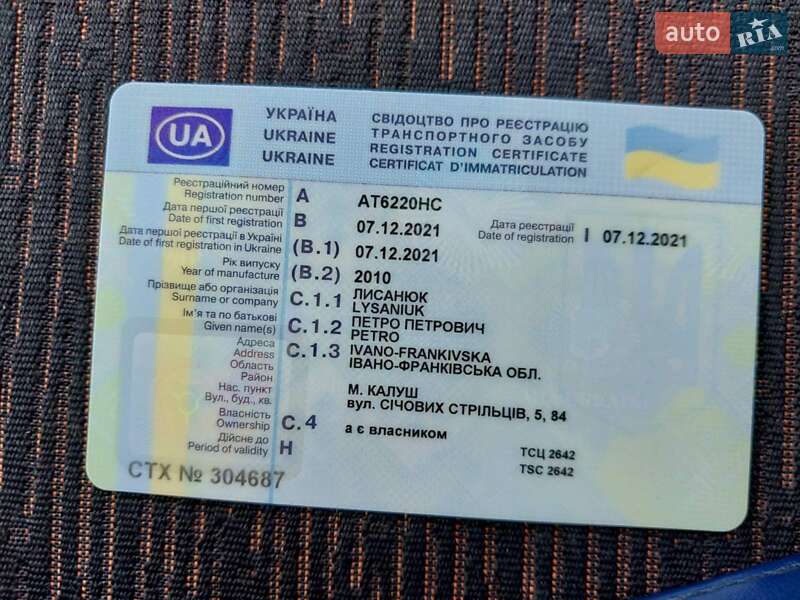 auto RIA .com
УКРАЇНА
UKRAINE
UKRAINE
СВІДОЦТВО ПРО РЕЄСТРАЦІЮ
ТРАНСПОРТНОГО ЗАСОБУ
REGISTRATION CERTIFICATE
CERTIFICAT D'IMMATRICULATION
UA
Реєстраційний номер
Registration number A AT6220HC
Дата першої реєстрації
Date of first registration B 07.12.2021
Дата реєстрації
Date of registration I 07.12.2021
Дата першої реєстрації в Україні
Date of first registration in Ukraine (B.1) 07.12.2021
Рік випуску
Year of manufacture (B.2) 2010
Прізвище або організація
Surname or company C.1.1 ЛИСАНЮК
LYSANIUK
Ім'я та по батькові
Given name(s) C.1.2 ПЕТРО ПЕТРОВИЧ
PETRO
Адреса
Address C.1.3 IVANO-FRANKIVSKA
Область ІВАНО-ФРАНКІВСЬКА ОБЛ.
Район
Нас. пункт М. КАЛУШ
Вул., буд., кв. вул. СІЧОВИХ СТРІЛЬЦІВ, 5, 84
Власність
Ownership C.4 а є власником
Дійсне до
Period of validity H
ТСЦ 2642
TSC 2642
СТХ № 304687